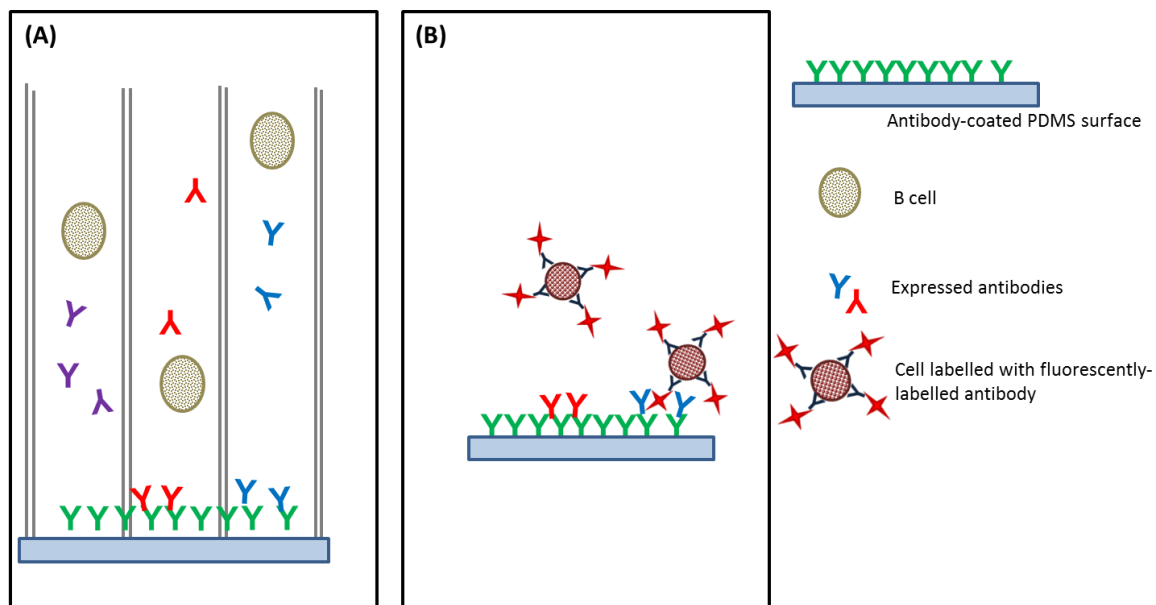 (A)
(B)
Antibody-coated PDMS surface
B cell
Expressed antibodies
Cell labelled with fluorescently-
labelled antibody